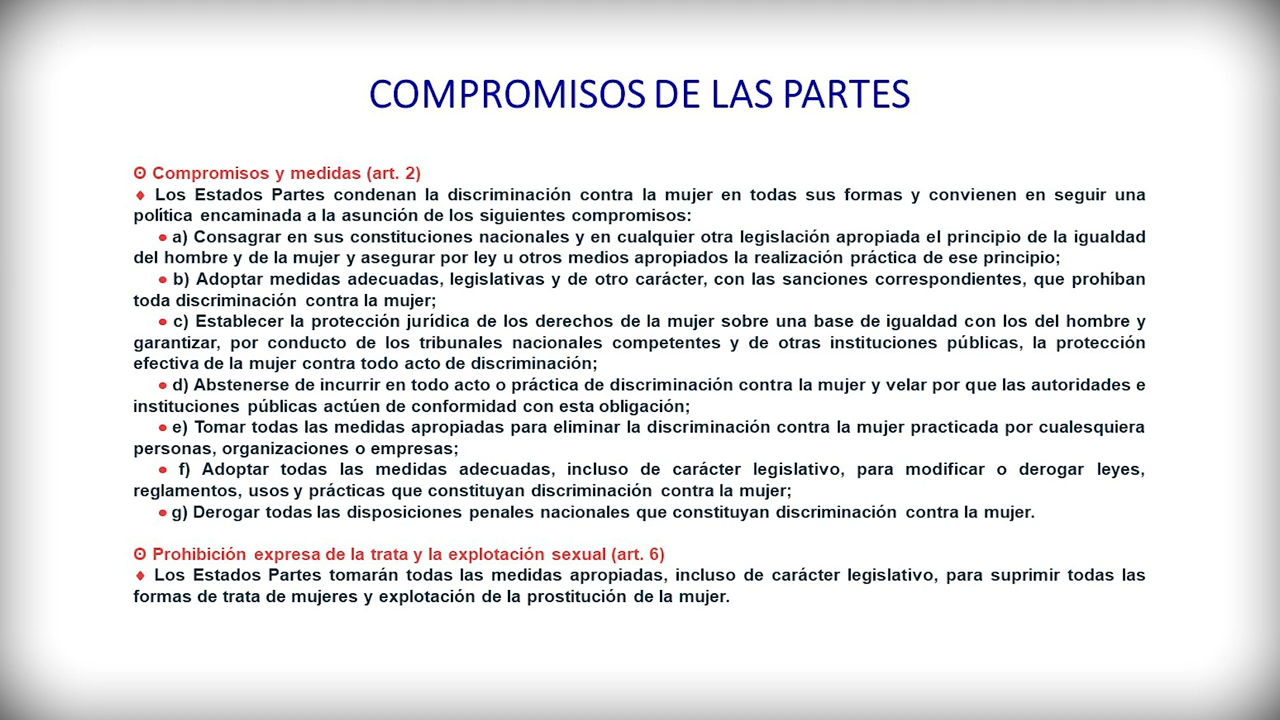 COMPROMISOS DE LAS PARTES
ʘ Compromisos y medidas (art. 2)
♦ Los Estados Partes condenan la discriminación contra la mujer en todas sus formas y convienen en seguir una
política encaminada a la asunción de los siguientes compromisos:
● a) Consagrar en sus constituciones nacionales y en cualquier otra legislación apropiada el principio de la igualdad
del hombre y de la mujer y asegurar por ley u otros medios apropiados la realización práctica de ese principio;
● b) Adoptar medidas adecuadas, legislativas y de otro carácter, con las sanciones correspondientes, que prohíban
toda discriminación contra la mujer;
● c) Establecer la protección jurídica de los derechos de la mujer sobre una base de igualdad con los del hombre y
garantizar, por conducto de los tribunales nacionales competentes y de otras instituciones públicas, la protección
efectiva de la mujer contra todo acto de discriminación;
● d) Abstenerse de incurrir en todo acto o práctica de discriminación contra la mujer y velar por que las autoridades e
instituciones públicas actúen de conformidad con esta obligación;
● e) Tomar todas las medidas apropiadas para eliminar la discriminación contra la mujer practicada por cualesquiera
personas, organizaciones o empresas;
● f) Adoptar todas las medidas adecuadas, incluso de carácter legislativo, para modificar o derogar leyes,
reglamentos, usos y prácticas que constituyan discriminación contra la mujer;
● g) Derogar todas las disposiciones penales nacionales que constituyan discriminación contra la mujer.
ʘ Prohibición expresa de la trata y la explotación sexual (art. 6)
♦ Los Estados Partes tomarán todas las medidas apropiadas, incluso de carácter legislativo, para suprimir todas las
formas de trata de mujeres y explotación de la prostitución de la mujer.